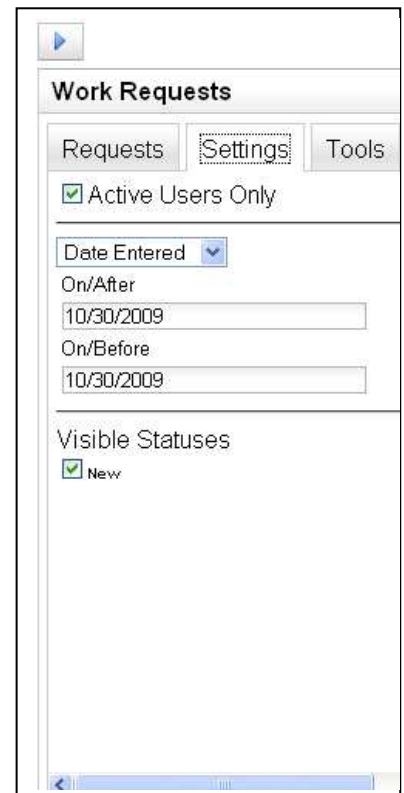 Work Requests
Requests Settings Tools
Active Users Only
Date Entered
On/After
10/30/2009
On/Before
10/30/2009
Visible Statuses
New